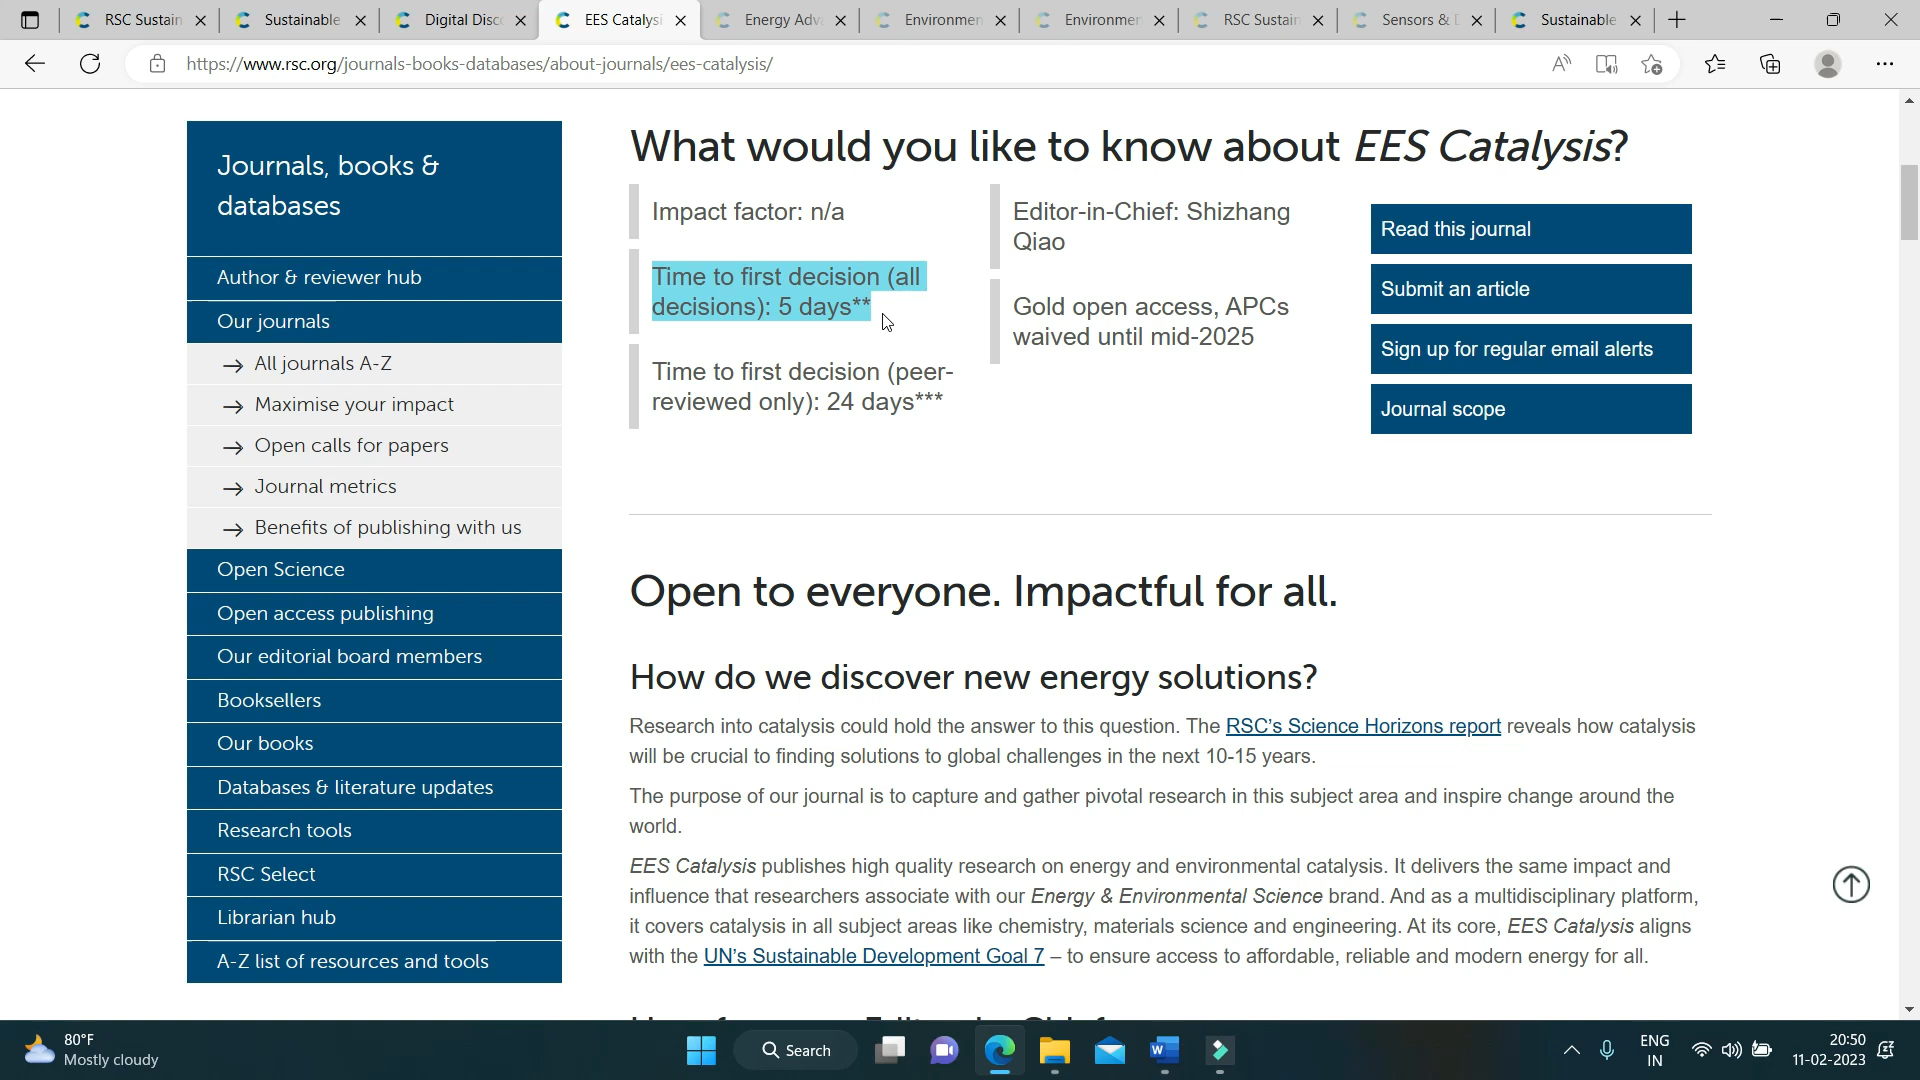 RSC Sustain
Sustainable
Digital Disco
EES Catalysi
Energy Adva
Environmen
Environmen
RSC Sustain
Sensors & D
Sustainable
https://www.rsc.org/journals-books-databases/about-journals/ees-catalysis/
Journals, books &
databases
Author & reviewer hub
Our journals
→ All journals A-Z
→ Maximise your impact
→ Open calls for papers
→ Journal metrics
→ Benefits of publishing with us
Open Science
Open access publishing
Our editorial board members
Booksellers
Our books
Databases & literature updates
Research tools
RSC Select
Librarian hub
A-Z list of resources and tools
What would you like to know about EES Catalysis?
Impact factor: n/a
Time to first decision (all
decisions): 5 days**
Time to first decision (peer-
reviewed only): 24 days***
Editor-in-Chief: Shizhang
Qiao
Gold open access, APCs
waived until mid-2025
Read this journal
Submit an article
Sign up for regular email alerts
Journal scope
Open to everyone. Impactful for all.
How do we discover new energy solutions?
Research into catalysis could hold the answer to this question. The RSC's Science Horizons report reveals how catalysis
will be crucial to finding solutions to global challenges in the next 10-15 years.
The purpose of our journal is to capture and gather pivotal research in this subject area and inspire change around the
world.
EES Catalysis publishes high quality research on energy and environmental catalysis. It delivers the same impact and
influence that researchers associate with our Energy & Environmental Science brand. And as a multidisciplinary platform,
it covers catalysis in all subject areas like chemistry, materials science and engineering. At its core, EES Catalysis aligns
with the UN's Sustainable Development Goal 7 – to ensure access to affordable, reliable and modern energy for all.
80°F
Mostly cloudy
Search
ENG
IN
20:50
11-02-2023